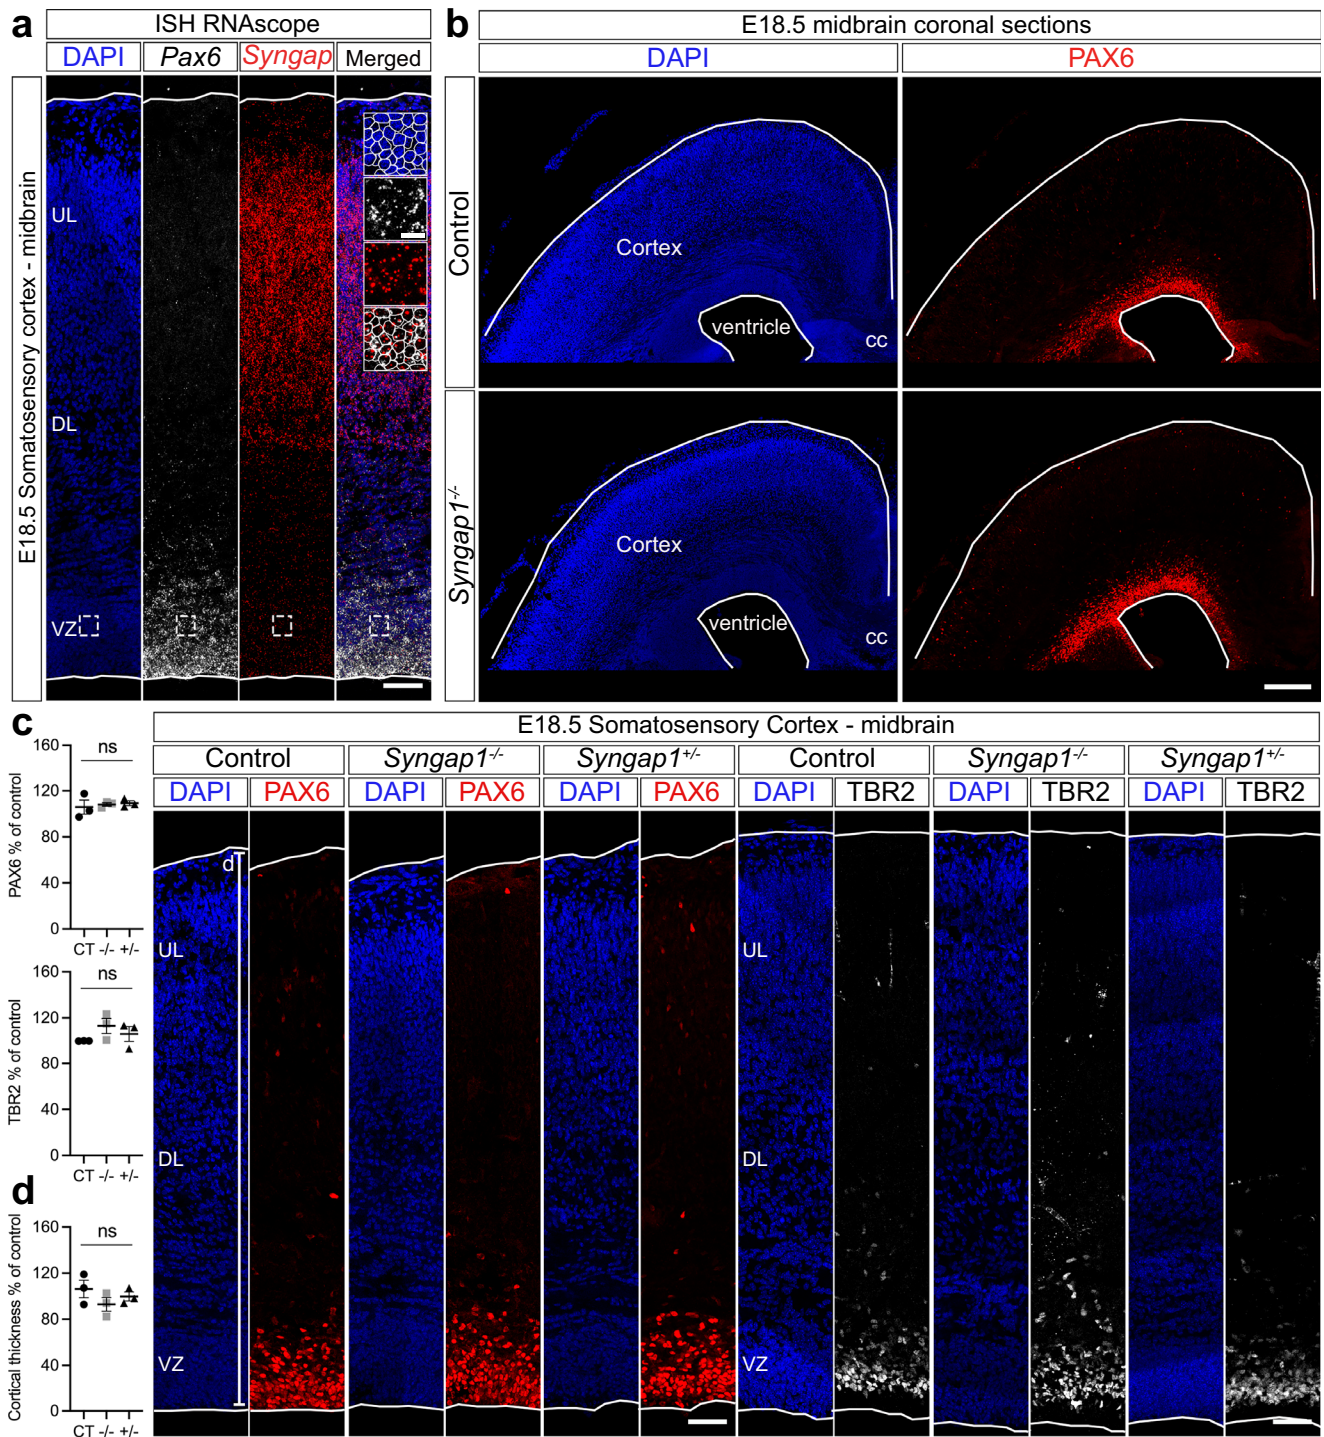 a
ISH RNAscope
DAPI Pax6 Syngap Merged
E18.5 Somatosensory cortex - midbrain
UL
DL
VZ
b
E18.5 midbrain coronal sections
DAPI PAX6
Control
Cortex
ventricle
cc
Syngap1-/-
Cortex
ventricle
cc
c
160
120
80
40
0
PAX6 % of control
ns
CT -/- +/-
160
120
80
40
0
TBR2 % of control
ns
CT -/- +/-
d
160
120
80
40
0
Cortical thickness % of control
ns
CT -/- +/-
E18.5 Somatosensory Cortex - midbrain
Control Syngap1-/- Syngap1+/- Control Syngap1-/- Syngap1+/-
DAPI PAX6 DAPI PAX6 DAPI PAX6 DAPI TBR2 DAPI TBR2 DAPI TBR2
d
UL UL
DL DL
VZ VZ